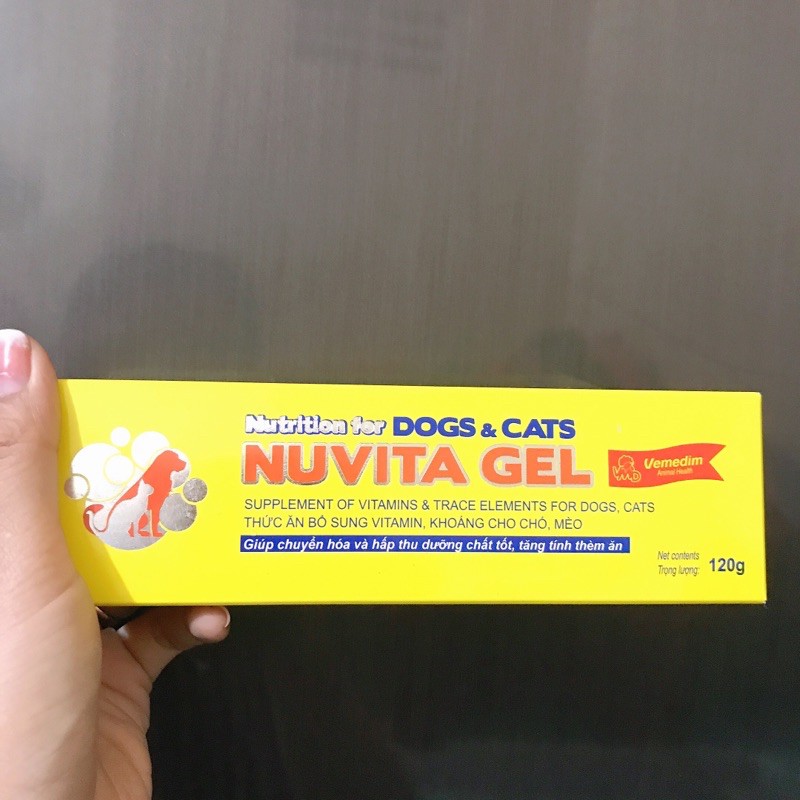 Nutrition for DOGS & CATS
NUVITA GEL
Vemedim
Animal Health
VMD
SUPPLEMENT OF VITAMINS & TRACE ELEMENTS FOR DOGS, CATS
THỨC ĂN BỔ SUNG VITAMIN, KHOÁNG CHO CHÓ, MÈO
Giúp chuyển hóa và hấp thu dưỡng chất tốt, tăng tính thèm ăn
Net contents
Trọng lượng: 120g